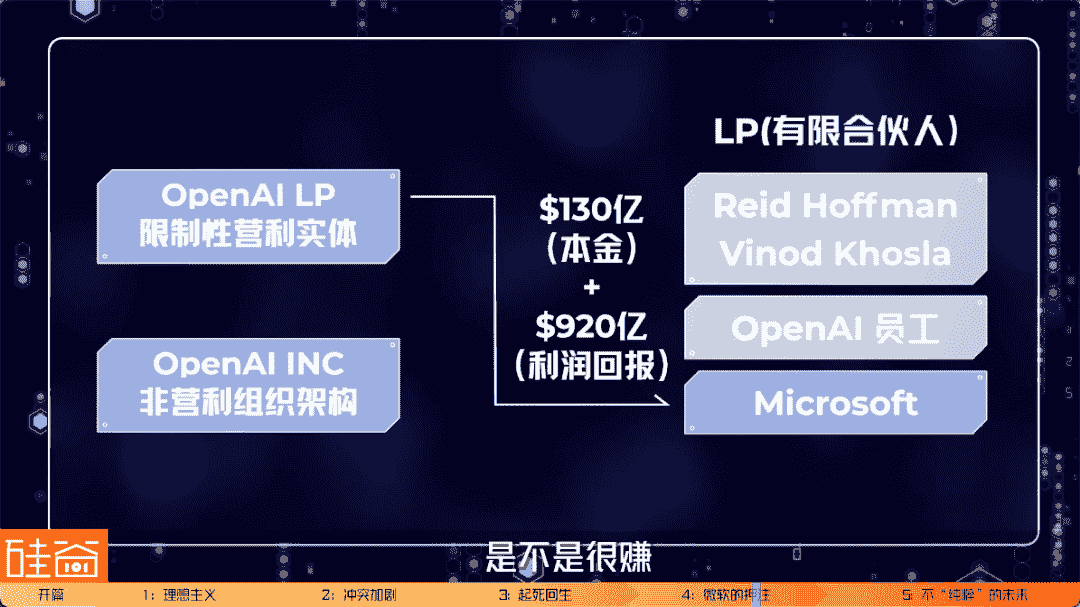 LP(有限合伙人)
OpenAI LP
限制性营利实体
$130亿
(本金)
+
$920亿
(利润回报)
Reid Hoffman
Vinod Khosla
OpenAI 员工
OpenAI INC
非营利组织架构
Microsoft
是不是很赚
硅谷
101
开篇
1: 理想主义
2: 冲突加剧
3: 起死回生
4: 微软的押注
5: 不“纯粹”的未来